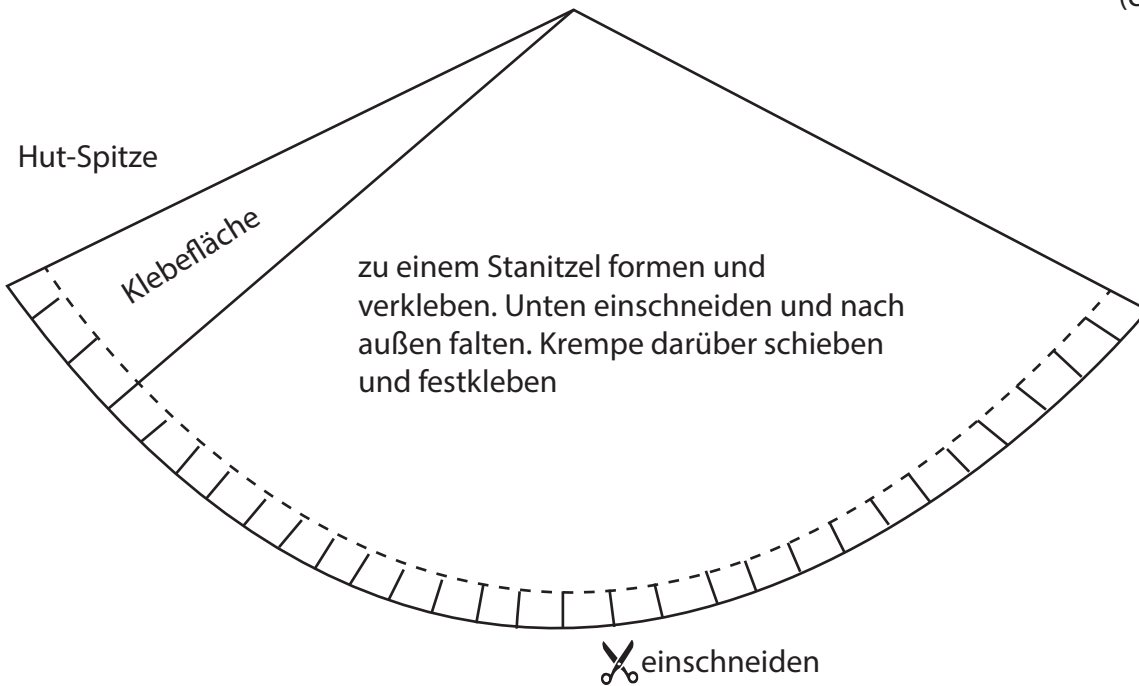 Hut-Spitze
Klebefläche
zu einem Stanitzel formen und
verkleben. Unten einschneiden und nach
außen falten. Krempe darüber schieben
und festkleben
einschneiden